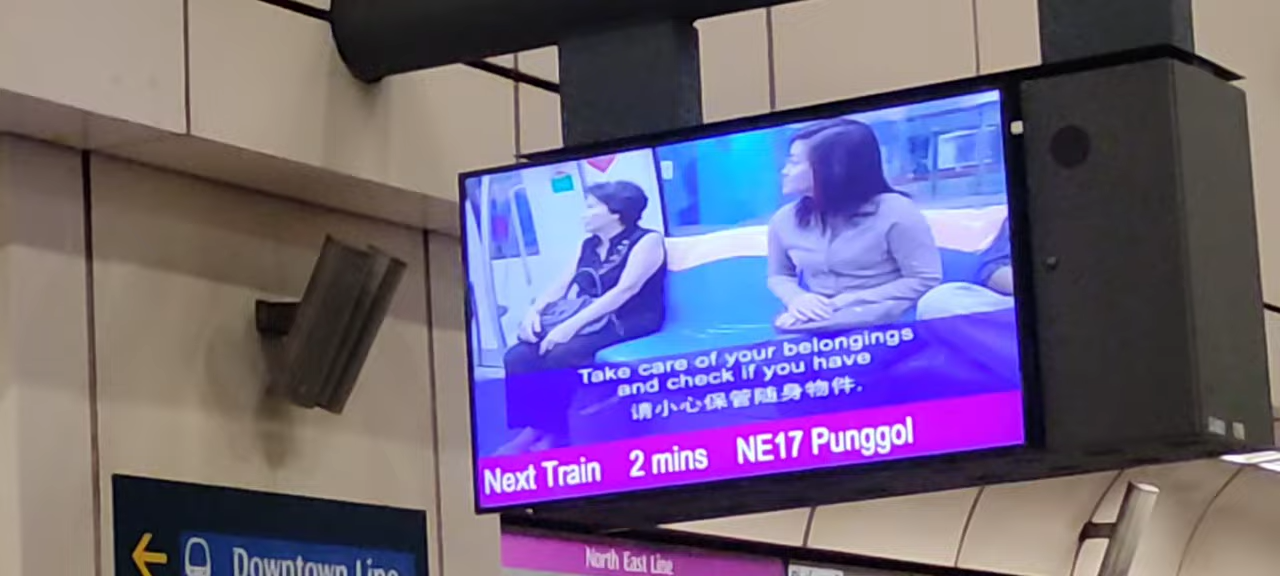 Take care of your belongings
and check if you have
请小心保管随身物件.
Next Train 2 mins NE17 Punggol
Downtown Line
North East Line